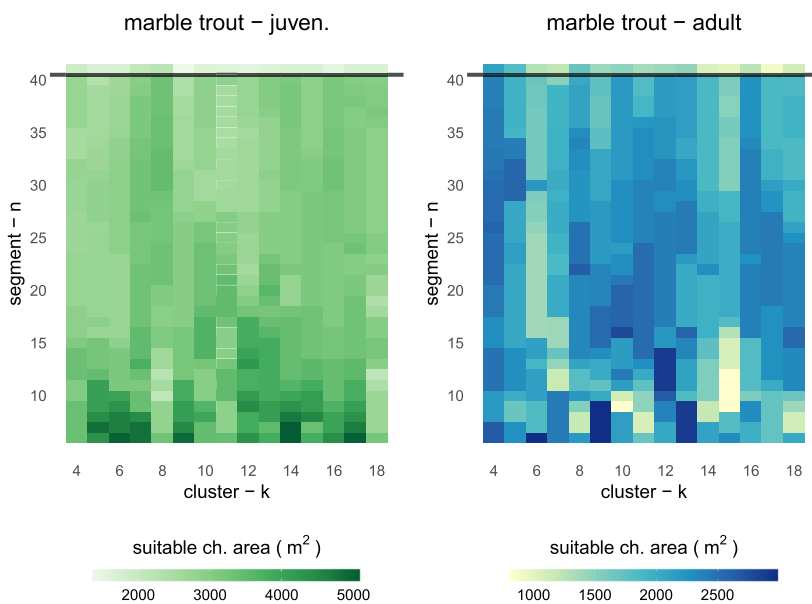 marble trout − juven.
marble trout − adult
40
35
30
25
20
15
10
segment − n
4 6 8 10 12 14 16 18
cluster − k
40
35
30
25
20
15
10
segment − n
4 6 8 10 12 14 16 18
cluster − k
suitable ch. area ( m² )
2000 3000 4000 5000
suitable ch. area ( m² )
1000 1500 2000 2500